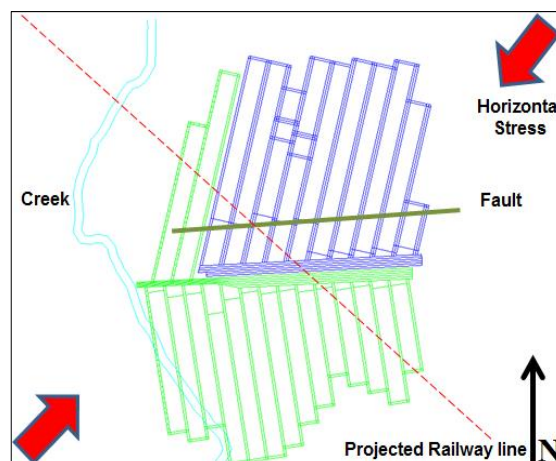 Horizonta
Stress
Creek
Fault
Projected Railway line
N